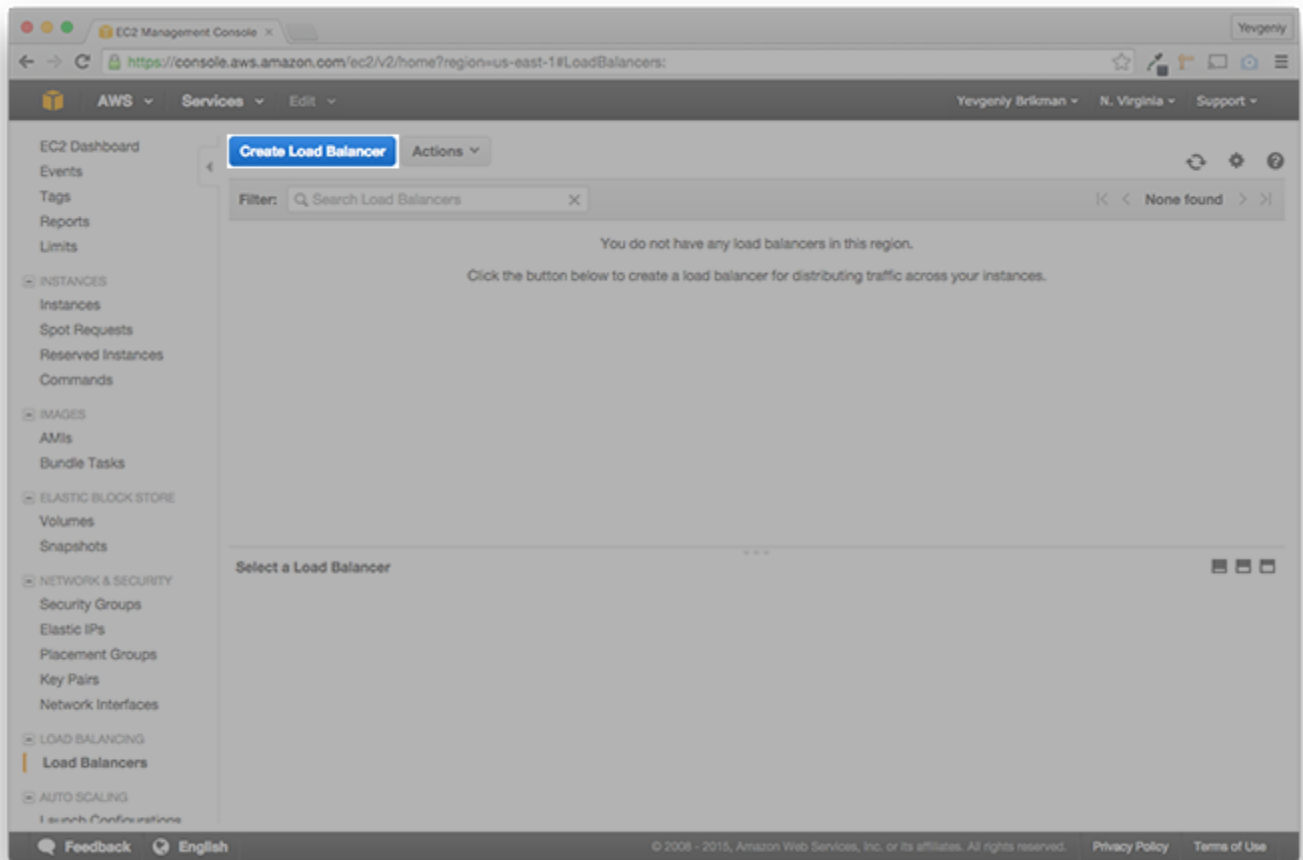 EC2 Management Console ×
Yevgeniy
https://console.aws.amazon.com/ec2/v2/home?region=us-east-1#LoadBalancers:
AWS Services Edit Yevgeniy Brikman N. Virginia Support
EC2 Dashboard
Events
Tags
Reports
Limits
INSTANCES
Instances
Spot Requests
Reserved Instances
Commands
IMAGES
AMIs
Bundle Tasks
ELASTIC BLOCK STORE
Volumes
Snapshots
NETWORK & SECURITY
Security Groups
Elastic IPs
Placement Groups
Key Pairs
Network Interfaces
LOAD BALANCING
Load Balancers
AUTO SCALING
Launch Configurations
Create Load Balancer Actions
Filter: Search Load Balancers None found
You do not have any load balancers in this region.
Click the button below to create a load balancer for distributing traffic across your instances.
Select a Load Balancer
Feedback English © 2008 - 2015, Amazon Web Services, Inc. or its affiliates. All rights reserved. Privacy Policy Terms of Use